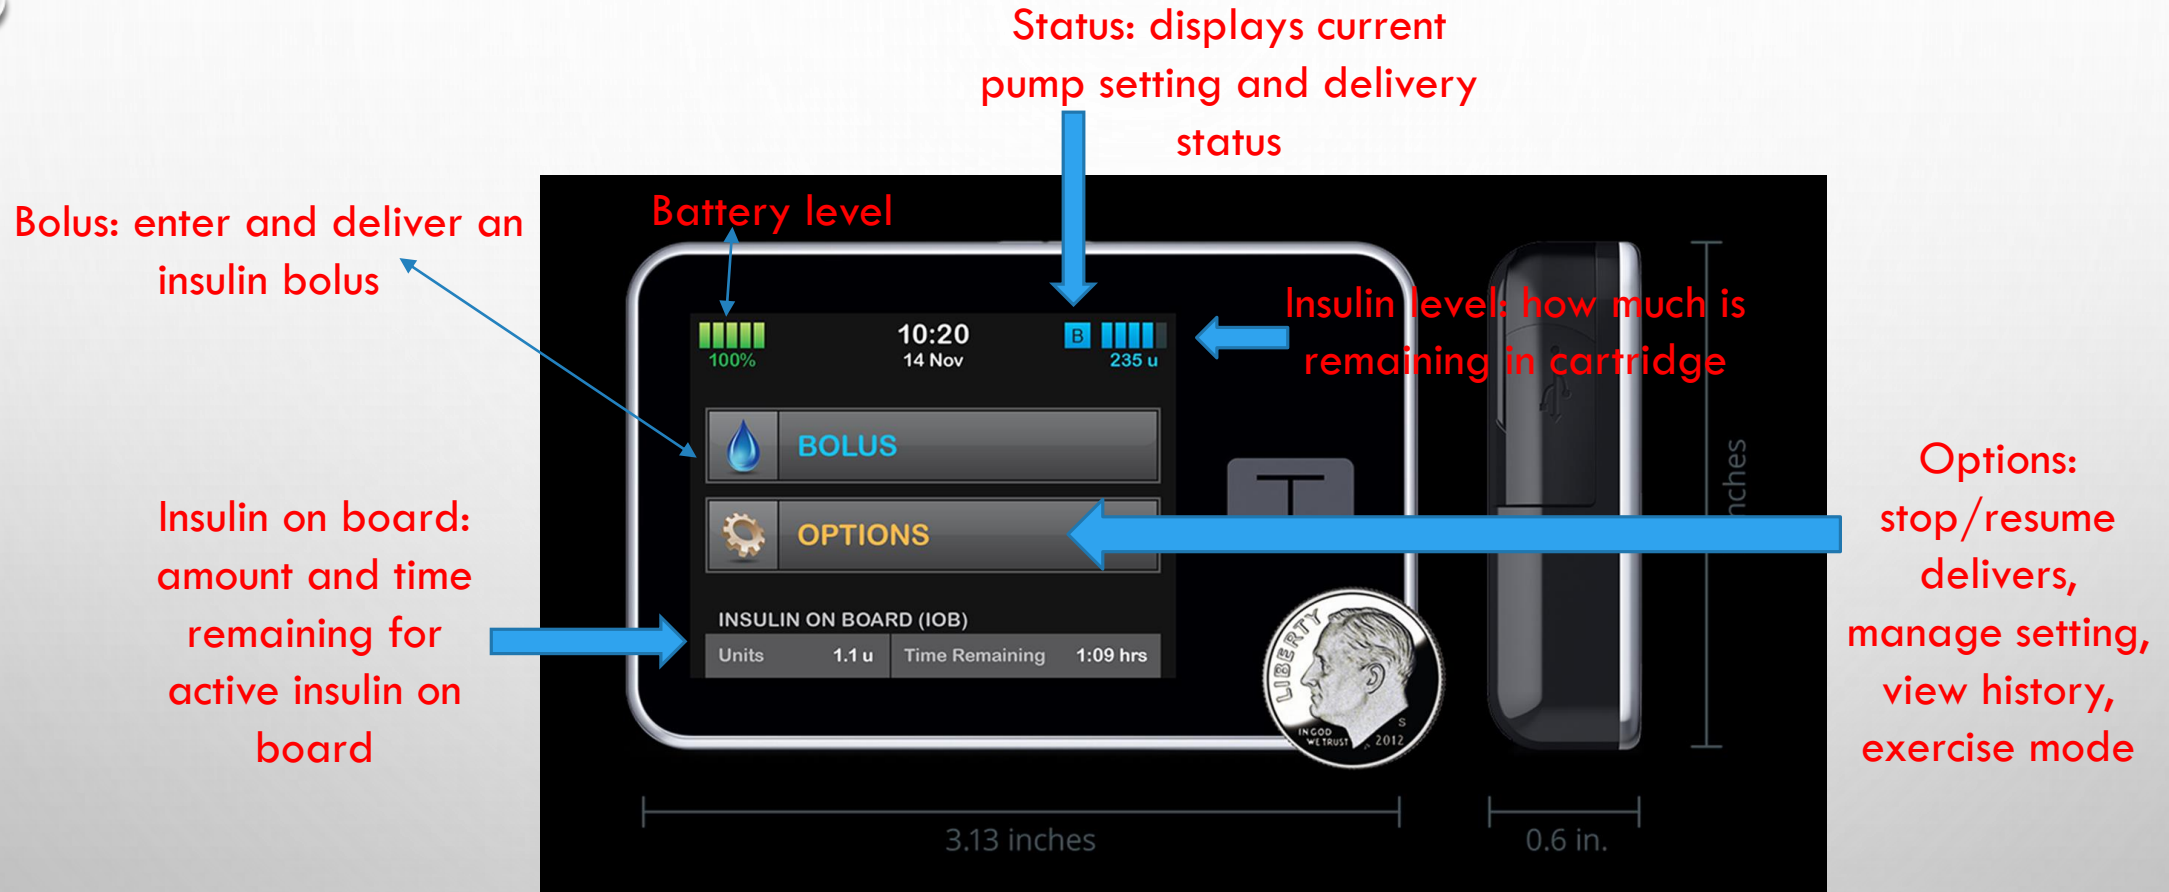 Status: displays current
pump setting and delivery
status
Bolus: enter and deliver an
insulin bolus
Battery level
Insulin level: how much is
remaining in cartridge
100%
10:20
14 Nov
B
235 u
BOLUS
OPTIONS
INSULIN ON BOARD (IOB)
Units 1.1 u Time Remaining 1:09 hrs
Insulin on board:
amount and time
remaining for
active insulin on
board
Options:
stop/resume
delivers,
manage setting,
view history,
exercise mode
LIBERTY
IN GOD
WE TRUST
S
2012
3.13 inches
0.6 in.